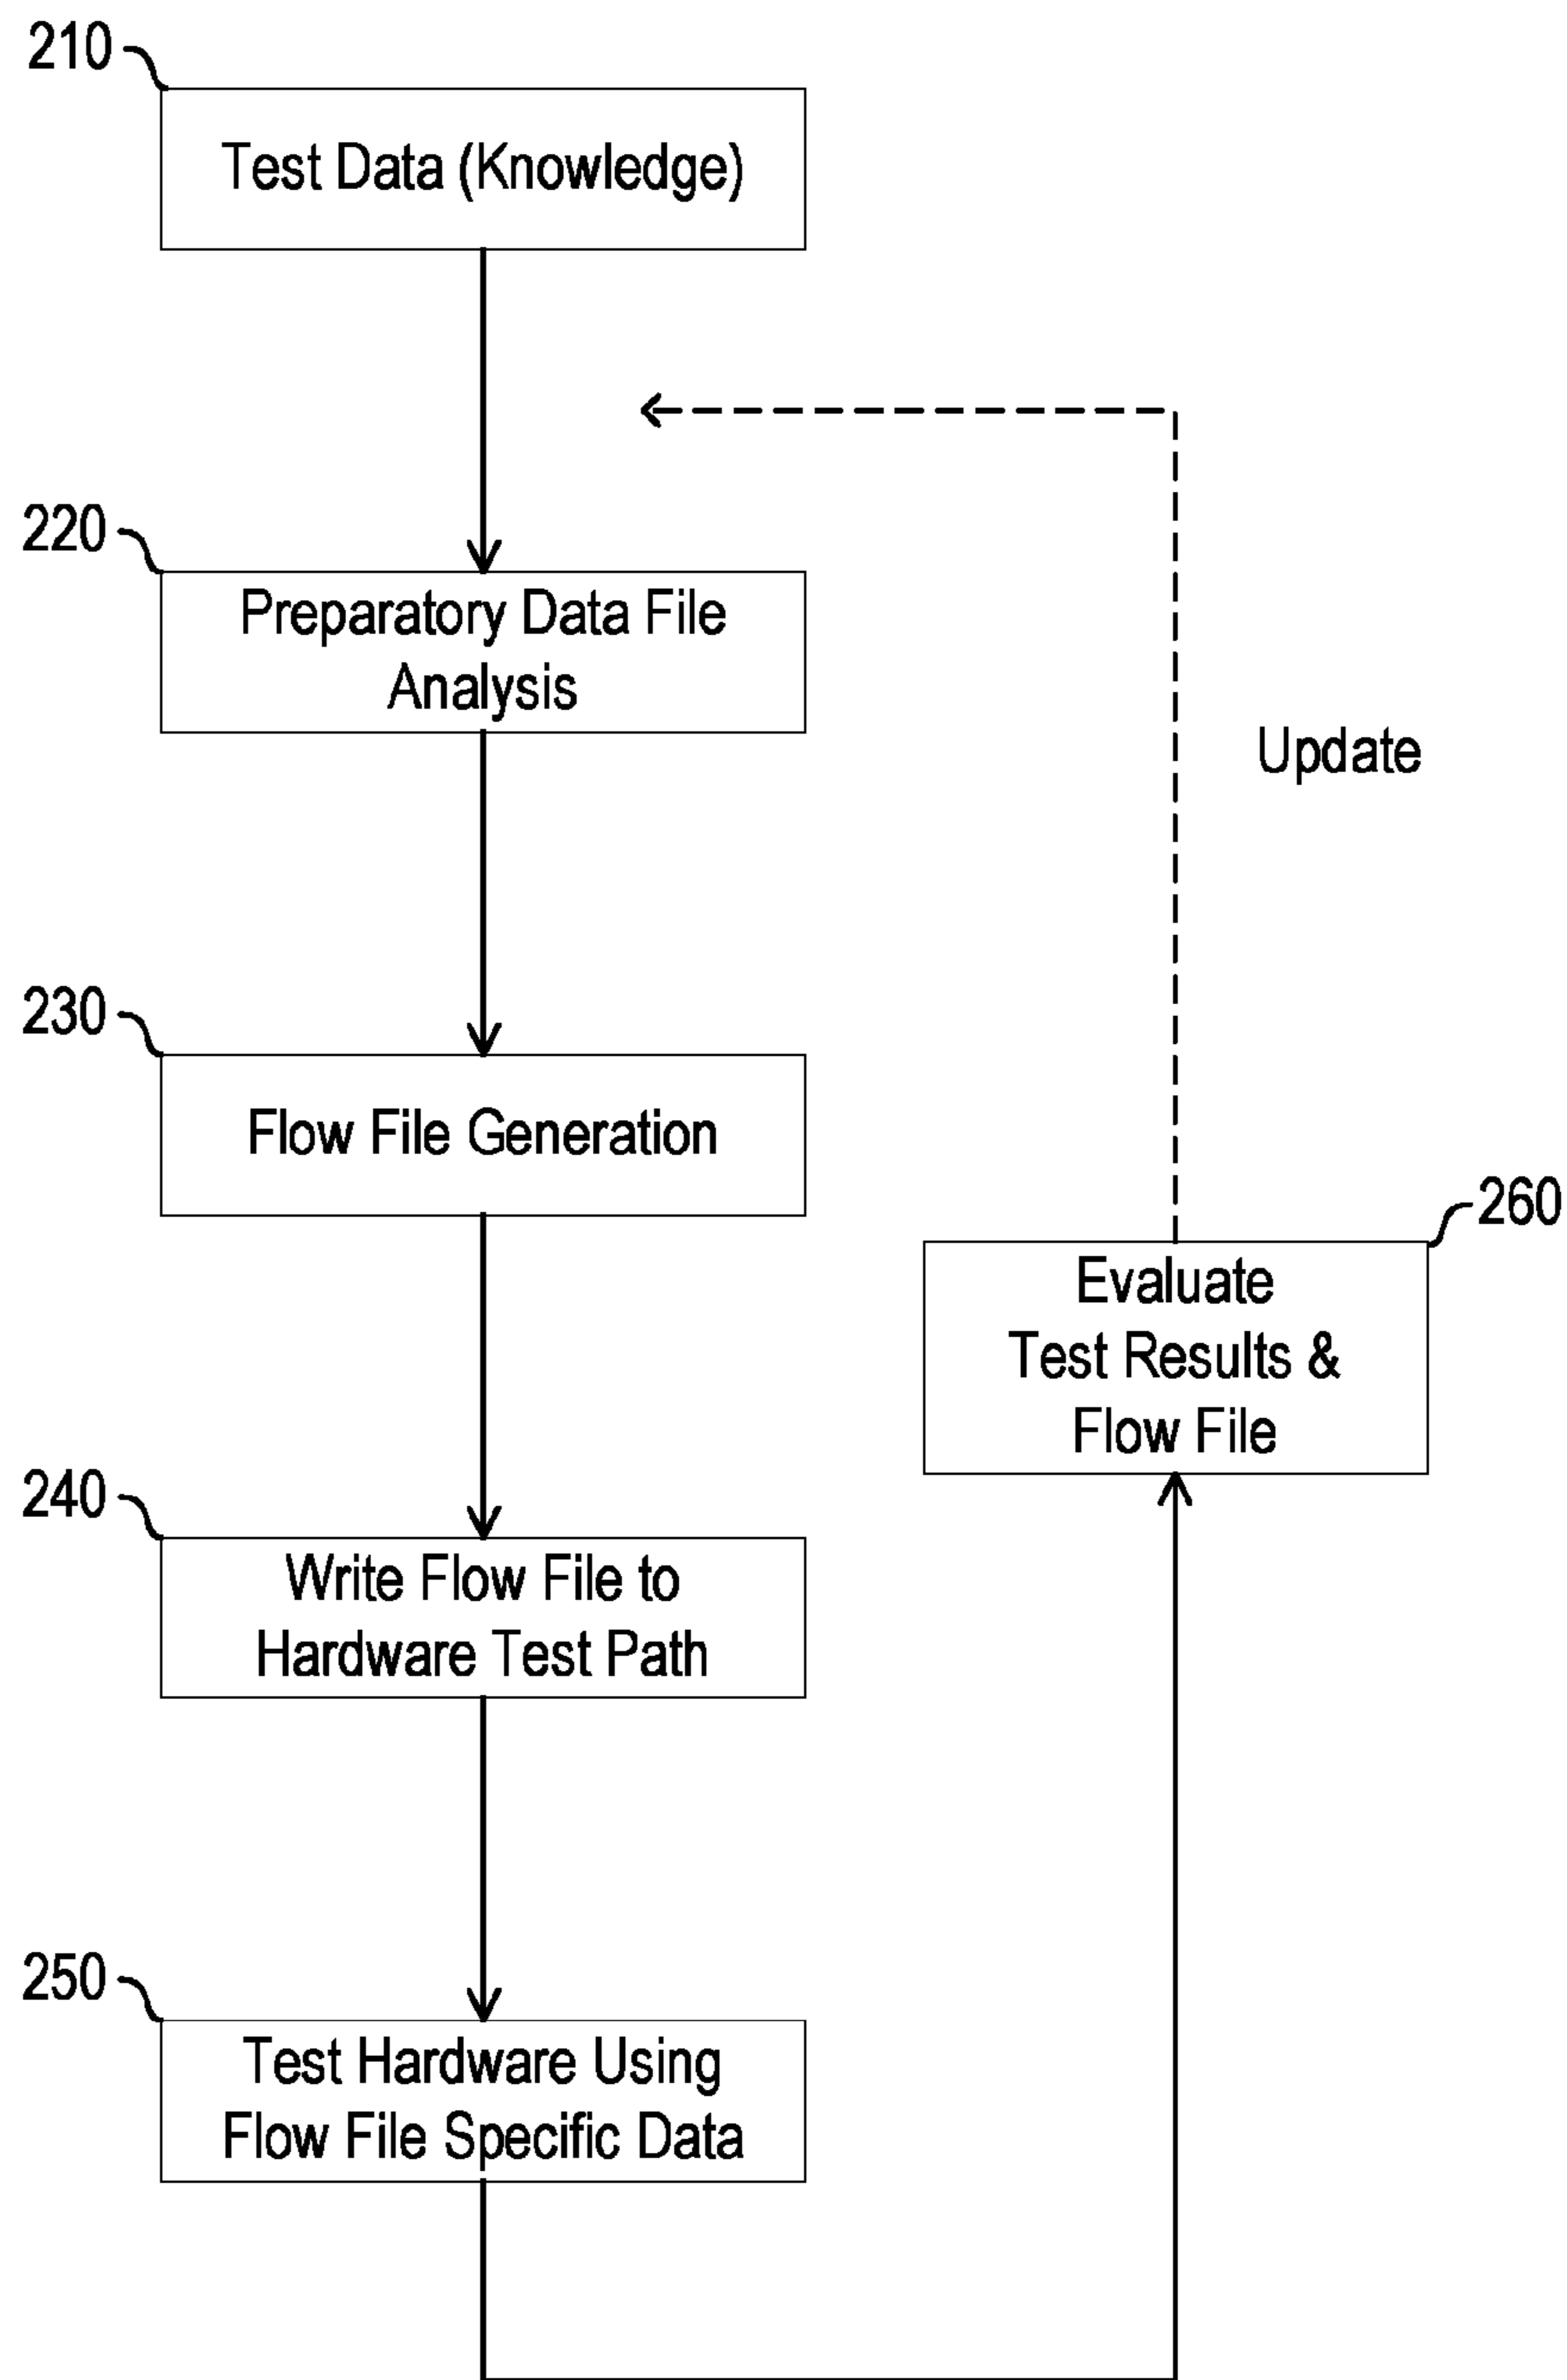 210
Test Data (Knowledge)
220
Preparatory Data File
Analysis
Update
230
Flow File Generation
260
Evaluate
Test Results &
Flow File
240
Write Flow File to
Hardware Test Path
250
Test Hardware Using
Flow File Specific Data